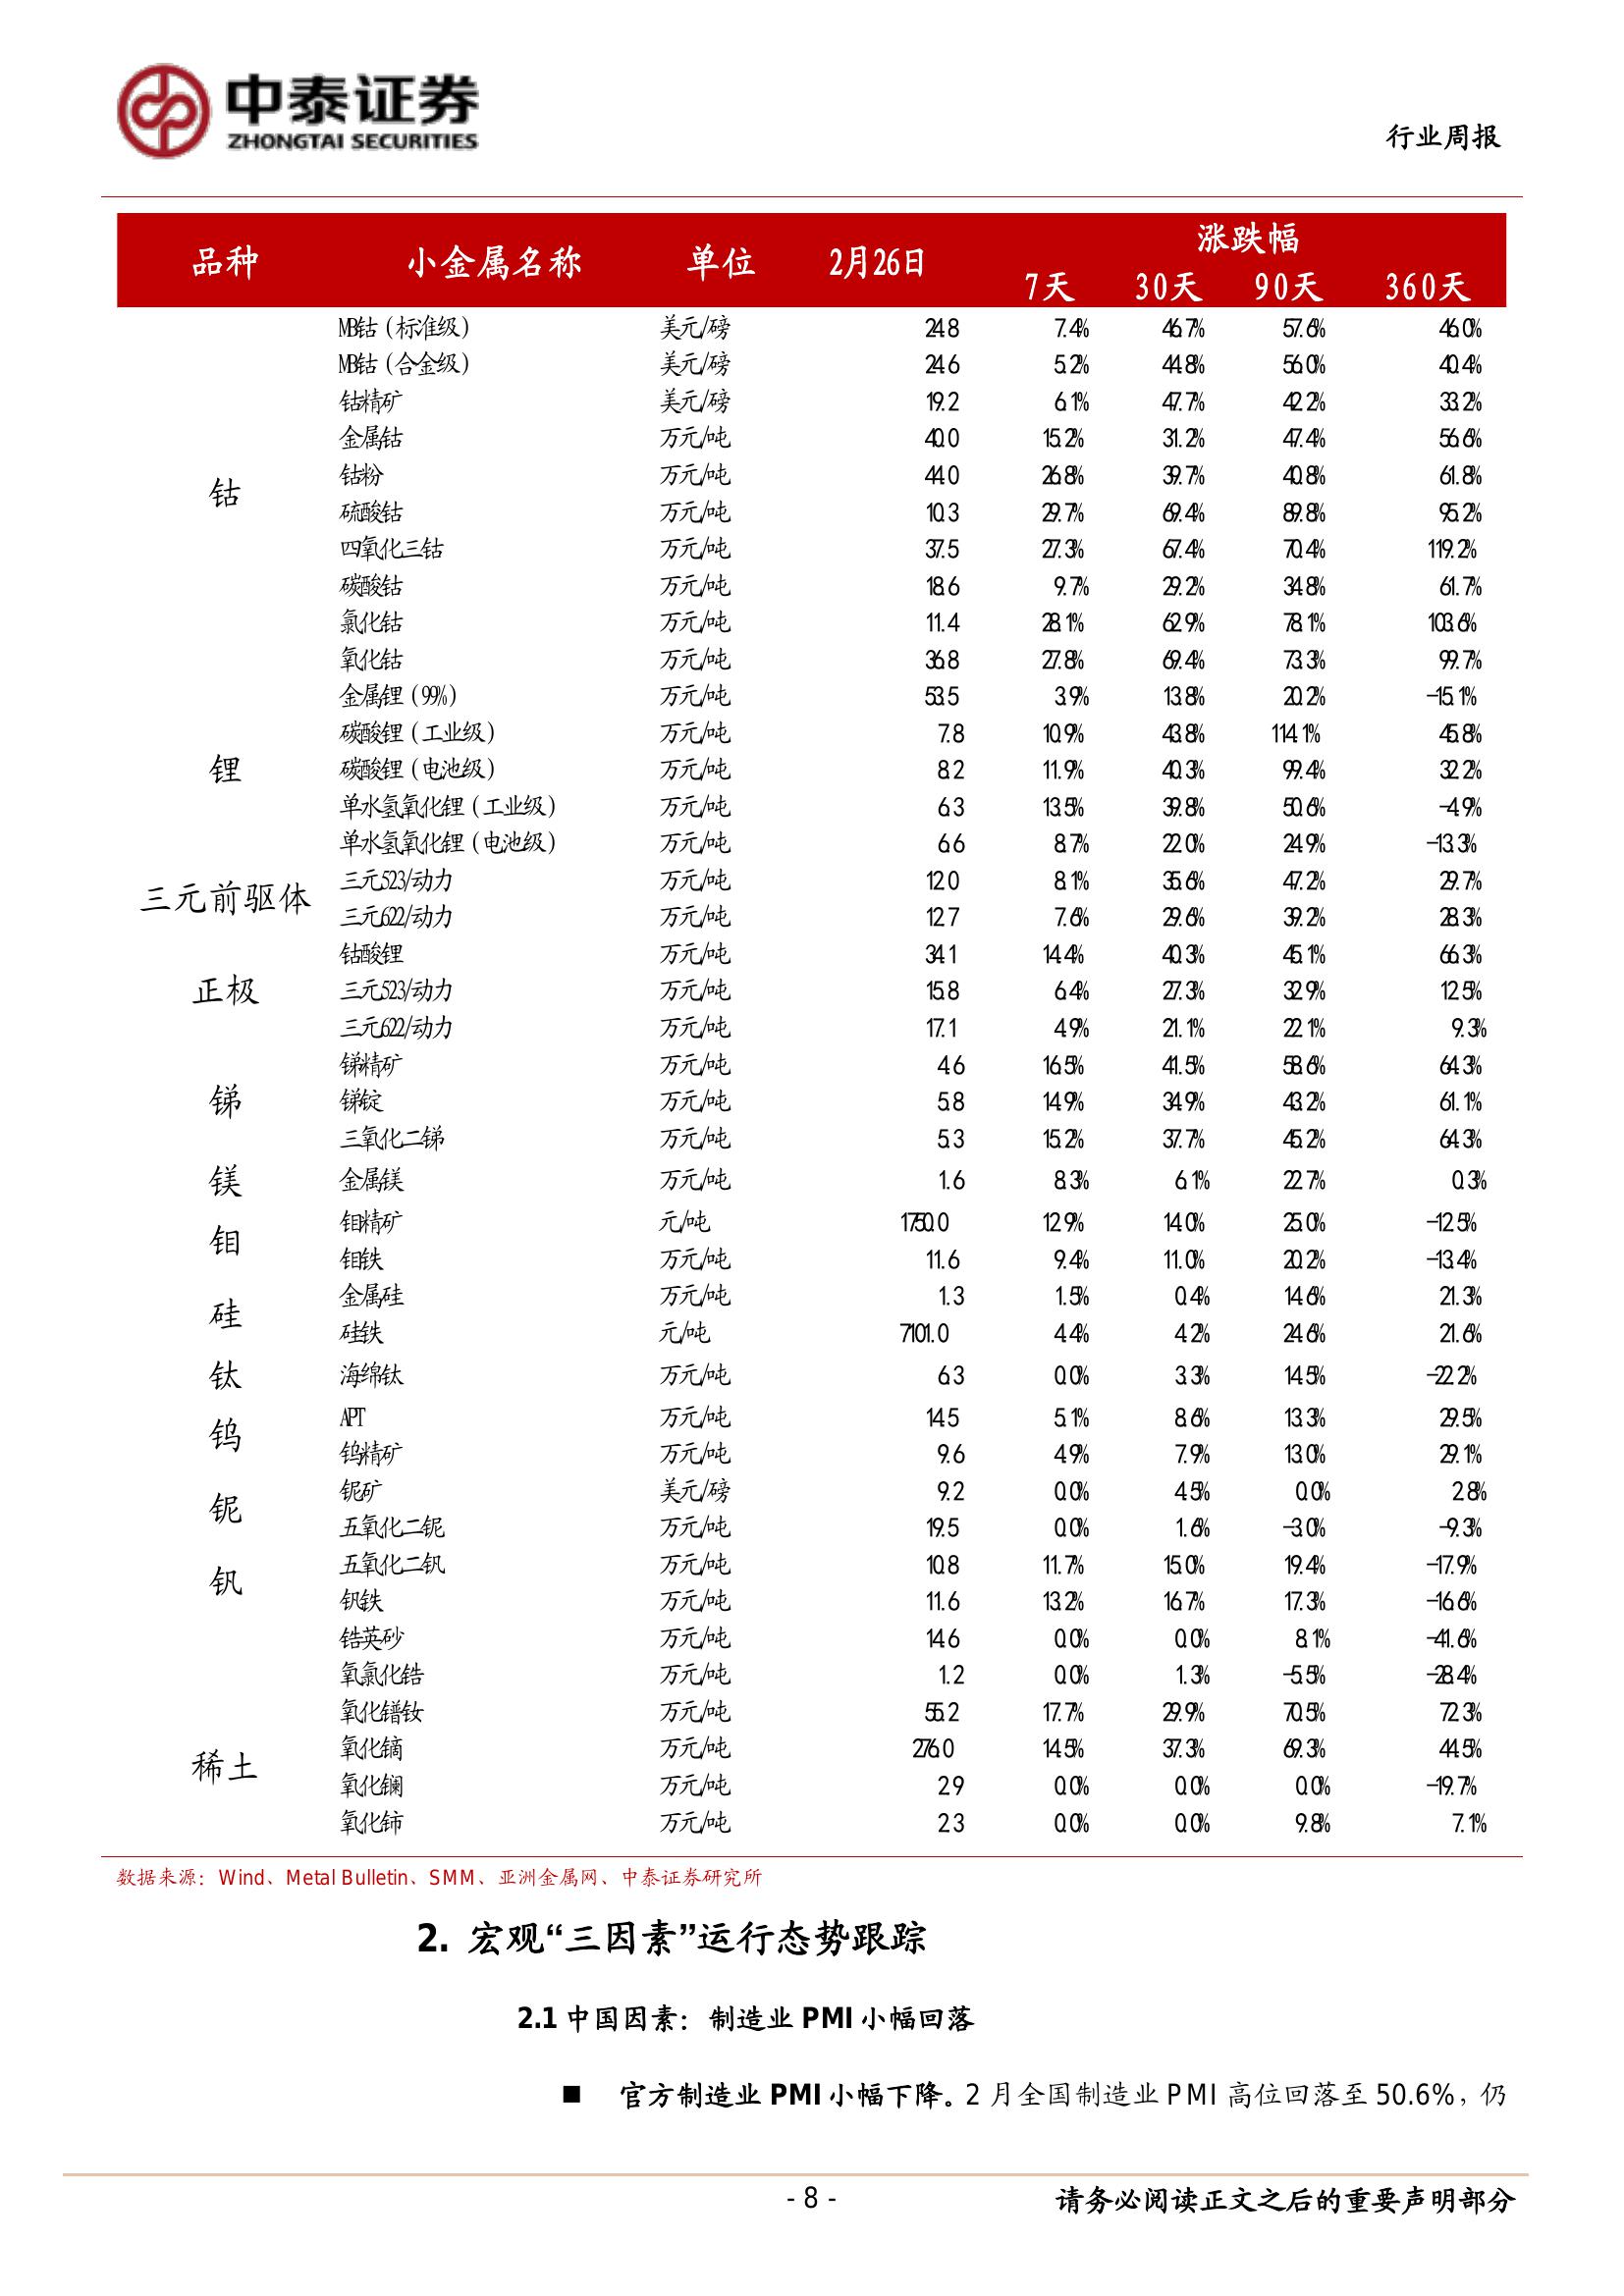 中泰证券
ZHONGTAI SECURITIES
行业周报
品种 小金属名称 单位 2月26日 涨跌幅
7天 30天 90天 360天
钴
MB钴（标准级） 美元/磅 24.8 7.4% 46.7% 57.6% 46.0%
MB钴（合金级） 美元/磅 24.6 5.2% 44.8% 56.0% 40.4%
钴精矿 美元/磅 19.2 6.1% 47.7% 42.2% 33.2%
金属钴 万元/吨 40.0 15.2% 31.2% 47.4% 56.6%
钴粉 万元/吨 44.0 26.8% 39.7% 40.8% 61.8%
硫酸钴 万元/吨 10.3 29.7% 69.4% 89.8% 95.2%
四氧化三钴 万元/吨 37.5 27.3% 67.4% 70.4% 119.2%
碳酸钴 万元/吨 18.6 9.7% 29.2% 34.8% 61.7%
氯化钴 万元/吨 11.4 28.1% 62.9% 78.1% 103.6%
氧化钴 万元/吨 36.8 27.8% 69.4% 73.3% 99.7%
锂
金属锂（99%） 万元/吨 53.5 3.9% 13.8% 20.2% -15.1%
碳酸锂（工业级） 万元/吨 7.8 10.9% 43.8% 114.1% 45.8%
碳酸锂（电池级） 万元/吨 8.2 11.9% 40.3% 99.4% 32.2%
单水氢氧化锂（工业级） 万元/吨 6.3 13.5% 39.8% 50.6% -4.9%
单水氢氧化锂（电池级） 万元/吨 6.6 8.7% 22.0% 24.9% -13.3%
三元前驱体
三元523/动力 万元/吨 12.0 8.1% 35.6% 47.2% 29.7%
三元622/动力 万元/吨 12.7 7.6% 29.6% 39.2% 28.3%
正极
钴酸锂 万元/吨 34.1 14.4% 40.3% 45.1% 66.3%
三元523/动力 万元/吨 15.8 6.4% 27.3% 32.9% 12.5%
三元622/动力 万元/吨 17.1 4.9% 21.1% 22.1% 9.3%
锑
锑精矿 万元/吨 4.6 16.5% 41.5% 58.6% 64.3%
锑锭 万元/吨 5.8 14.9% 34.9% 43.2% 61.1%
三氧化二锑 万元/吨 5.3 15.2% 37.7% 45.2% 64.3%
镁
金属镁 万元/吨 1.6 8.3% 6.1% 22.7% 0.3%
钼
钼精矿 元/吨 1750.0 12.9% 14.0% 25.0% -12.5%
钼铁 万元/吨 11.6 9.4% 11.0% 20.2% -13.4%
硅
金属硅 万元/吨 1.3 1.5% 0.4% 14.6% 21.3%
硅铁 元/吨 7101.0 4.4% 4.2% 24.6% 21.6%
钛
海绵钛 万元/吨 6.3 0.0% 3.3% 14.5% -22.2%
钨
APT 万元/吨 14.5 5.1% 8.6% 13.3% 29.5%
钨精矿 万元/吨 9.6 4.9% 7.9% 13.0% 29.1%
铌
铌矿 美元/磅 9.2 0.0% 4.5% 0.0% 2.8%
五氧化二铌 万元/吨 19.5 0.0% 1.6% -3.0% -9.3%
钒
五氧化二钒 万元/吨 10.8 11.7% 15.0% 19.4% -17.9%
钒铁 万元/吨 11.6 13.2% 16.7% 17.3% -16.6%
稀土
锆英砂 万元/吨 14.6 0.0% 0.0% 8.1% -41.6%
氧氯化锆 万元/吨 1.2 0.0% 1.3% -5.5% -28.4%
氧化镨钕 万元/吨 55.2 17.7% 29.9% 70.5% 72.3%
氧化镝 万元/吨 276.0 14.5% 37.3% 69.3% 44.5%
氧化镧 万元/吨 2.9 0.0% 0.0% 0.0% -19.7%
氧化铈 万元/吨 2.3 0.0% 0.0% 9.8% 7.1%
数据来源：Wind、Metal Bulletin、SMM、亚洲金属网、中泰证券研究所
2. 宏观“三因素”运行态势跟踪
2.1 中国因素：制造业 PMI 小幅回落
■ 官方制造业 PMI 小幅下降。2 月全国制造业 PMI 高位回落至 50.6%，仍
- 8 -
请务必阅读正文之后的重要声明部分